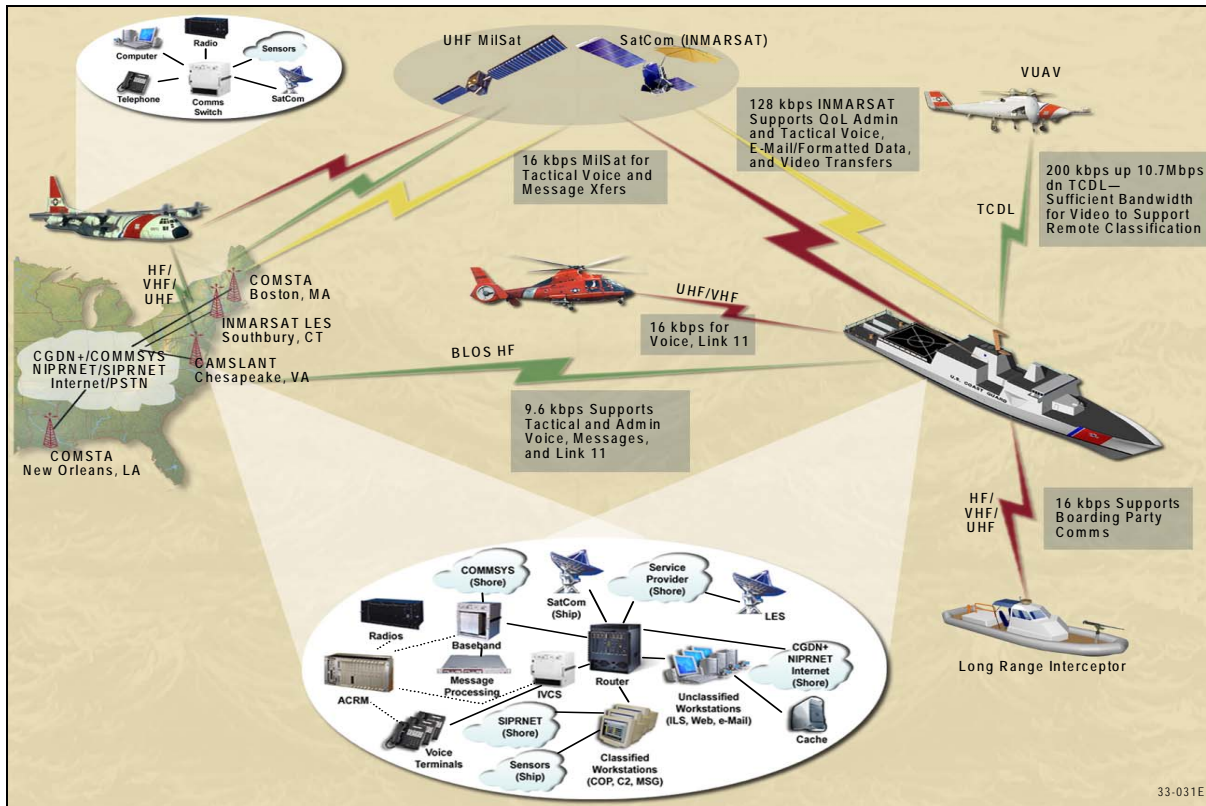 Computer
Radio
Sensors
Telephone
Comms
Switch
SatCom
UHF MilSat
SatCom (INMARSAT)
VUAV
128 kbps INMARSAT
Supports QoL Admin
and Tactical Voice,
E-Mail/Formatted Data,
and Video Transfers
16 kbps MilSat for
Tactical Voice and
Message Xfers
200 kbps up 10.7Mbps
dn TCDL—
Sufficient Bandwidth
for Video to Support
Remote Classification
TCDL
HF/
VHF/
UHF
COMSTA
Boston, MA
INMARSAT LES
Southbury, CT
CGDN+/COMMSYS
NIPRNET/SIPRNET
Internet/PSTN
CAMSLANT
Chesapeake, VA
COMSTA
New Orleans, LA
UHF/VHF
16 kbps for
Voice, Link 11
BLOS HF
9.6 kbps Supports
Tactical and Admin
Voice, Messages,
and Link 11
U.S. COAST GUARD
HF/
VHF/
UHF
16 kbps Supports
Boarding Party
Comms
Long Range Interceptor
COMMSYS
(Shore)
SatCom
(Ship)
Service
Provider
(Shore)
LES
Radios
Baseband
CGDN+
NIPRNET
Internet
(Shore)
Message
Processing
IVCS
Router
Unclassified
Workstations
(ILS, Web, e-Mail)
ACRM
SIPRNET
(Shore)
Cache
Voice
Terminals
Sensors
(Ship)
Classified
Workstations
(COP, C2, MSG)
33-031E